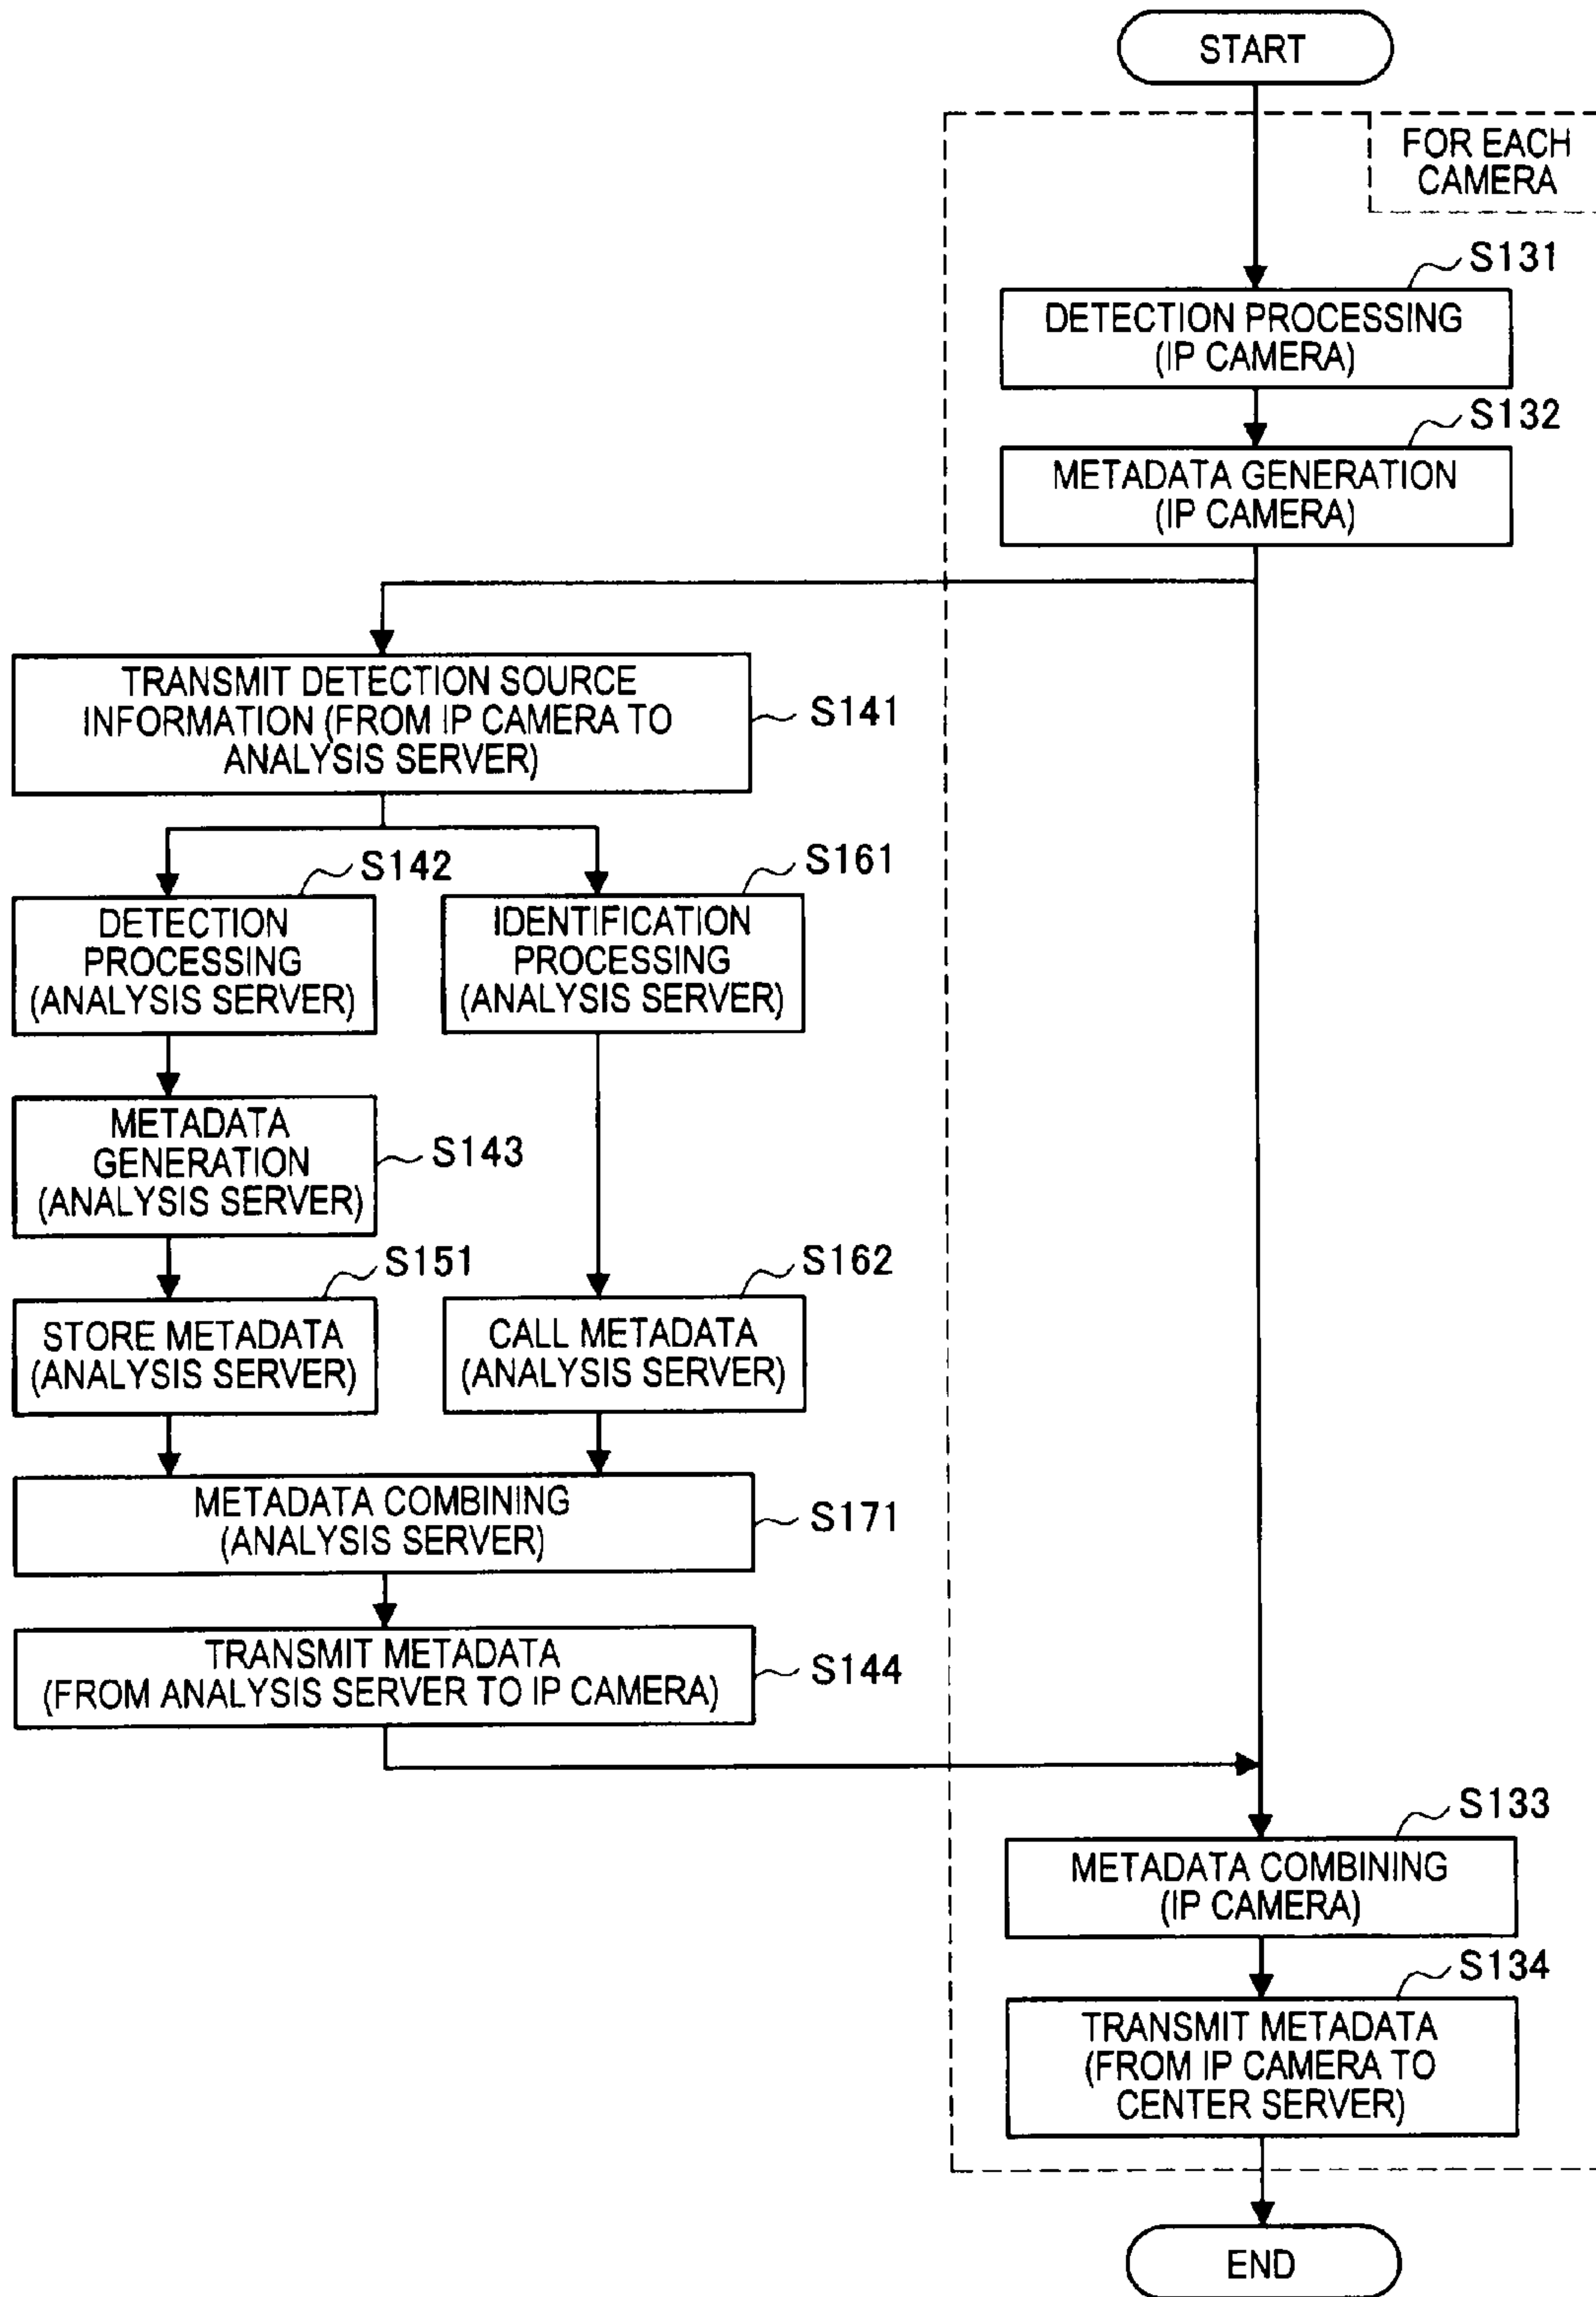 START
FOR EACH
CAMERA
S131
DETECTION PROCESSING
(IP CAMERA)
S132
METADATA GENERATION
(IP CAMERA)
TRANSMIT DETECTION SOURCE
INFORMATION (FROM IP CAMERA TO
ANALYSIS SERVER)
S141
S142
DETECTION
PROCESSING
(ANALYSIS SERVER)
S161
IDENTIFICATION
PROCESSING
(ANALYSIS SERVER)
METADATA
GENERATION
(ANALYSIS SERVER)
S143
S151
STORE METADATA
(ANALYSIS SERVER)
S162
CALL METADATA
(ANALYSIS SERVER)
METADATA COMBINING
(ANALYSIS SERVER)
S171
TRANSMIT METADATA
(FROM ANALYSIS SERVER TO IP CAMERA)
S144
S133
METADATA COMBINING
(IP CAMERA)
S134
TRANSMIT METADATA
(FROM IP CAMERA TO
CENTER SERVER)
END